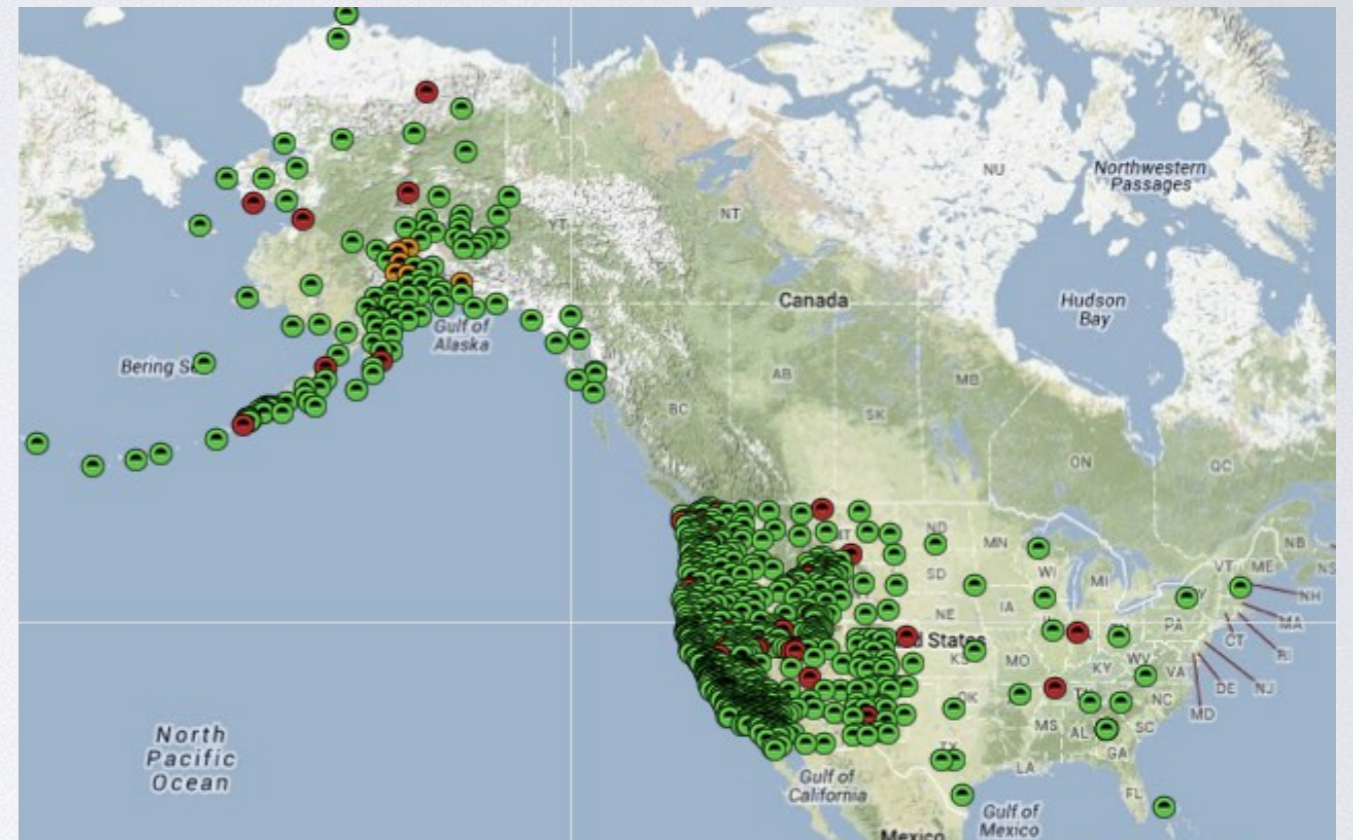 NU
Northwestern
Passages
NT
YT
Canada
Hudson
Bay
Gulf of
Alaska
Bering S
AB
MB
BC
SK
ON
QC
ND
MN
NB
WI
VT
ME
NS
MI
SD
NH
IA
NE
PA
MA
CT
RI
d States
KS
MO
KY
WV
VA
DE
NJ
OK
NC
MD
MS
AL
SC
GA
North
Pacific
Ocean
TX
LA
Gulf of
California
FL
Gulf of
Mexico
Mexico